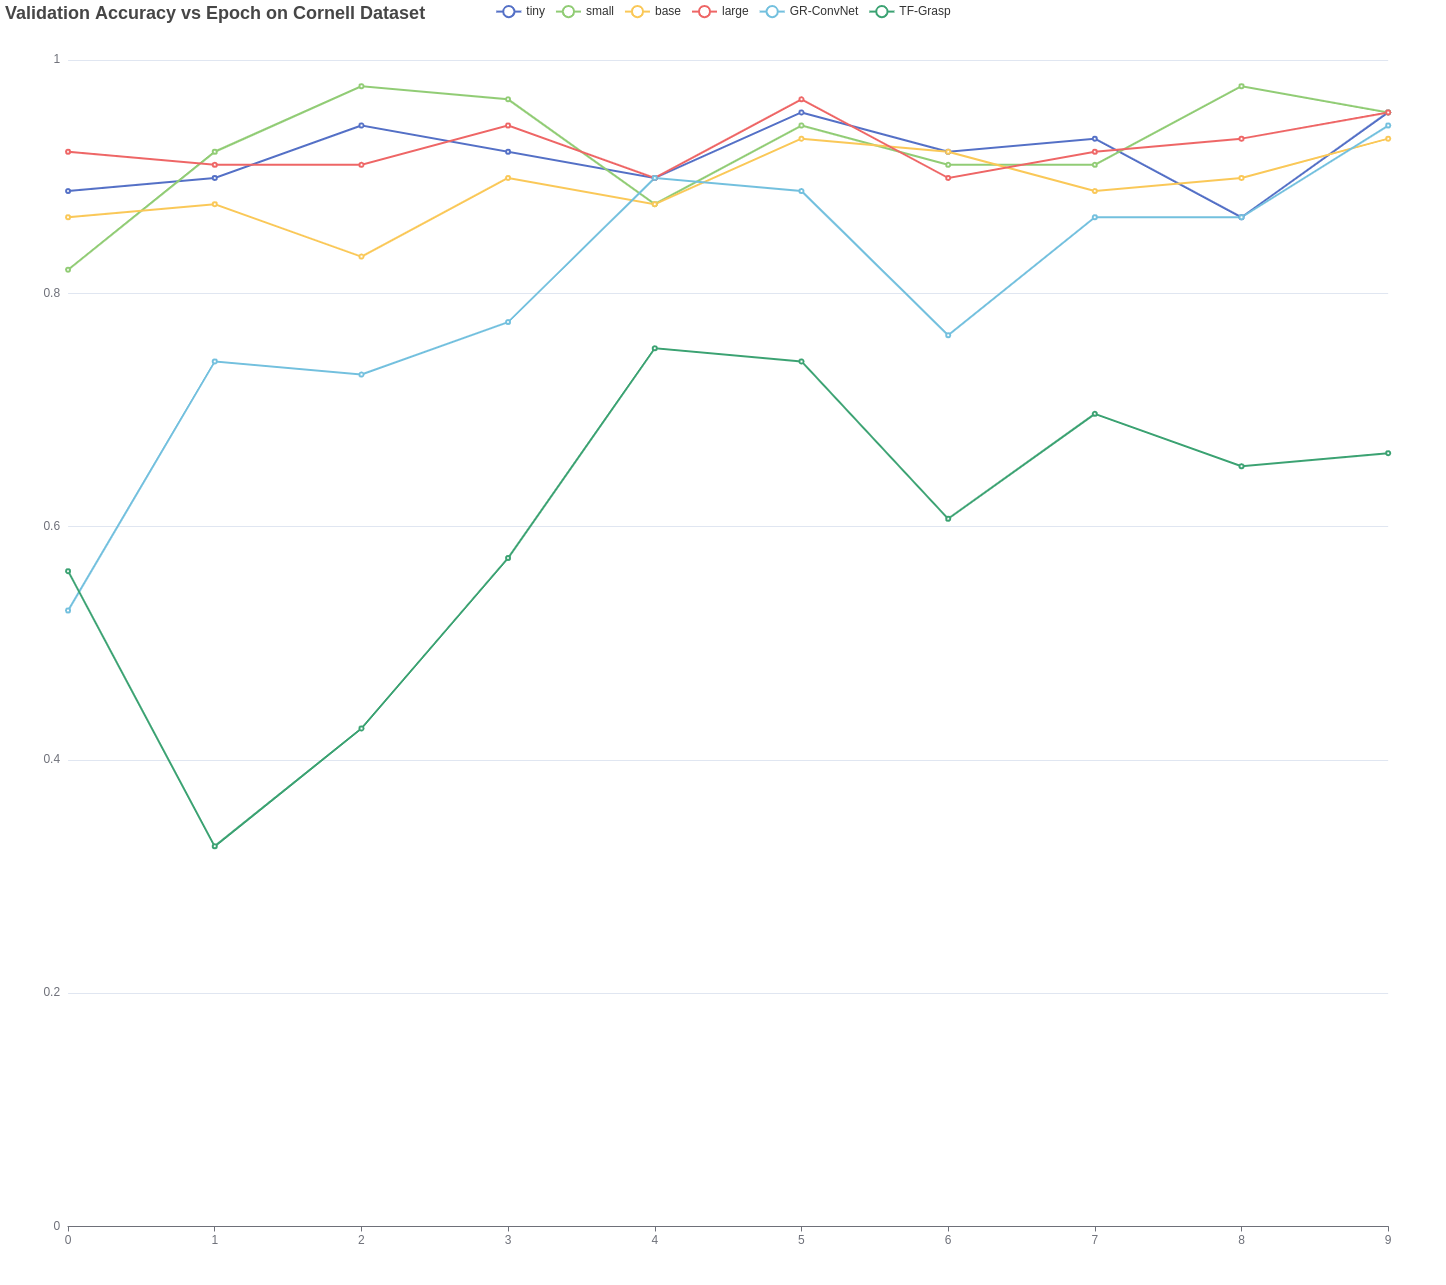 Validation Accuracy vs Epoch on Cornell Dataset
tiny small base large GR-ConvNet TF-Grasp
1
0.8
0.6
0.4
0.2
0
0 1 2 3 4 5 6 7 8 9